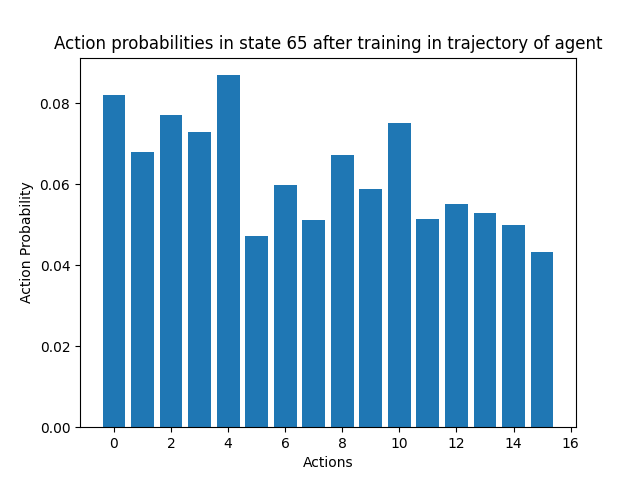 Action probabilities in state 65 after training in trajectory of agent
0.08
0.06
0.04
0.02
0.00
Action Probability
0 2 4 6 8 10 12 14 16
Actions